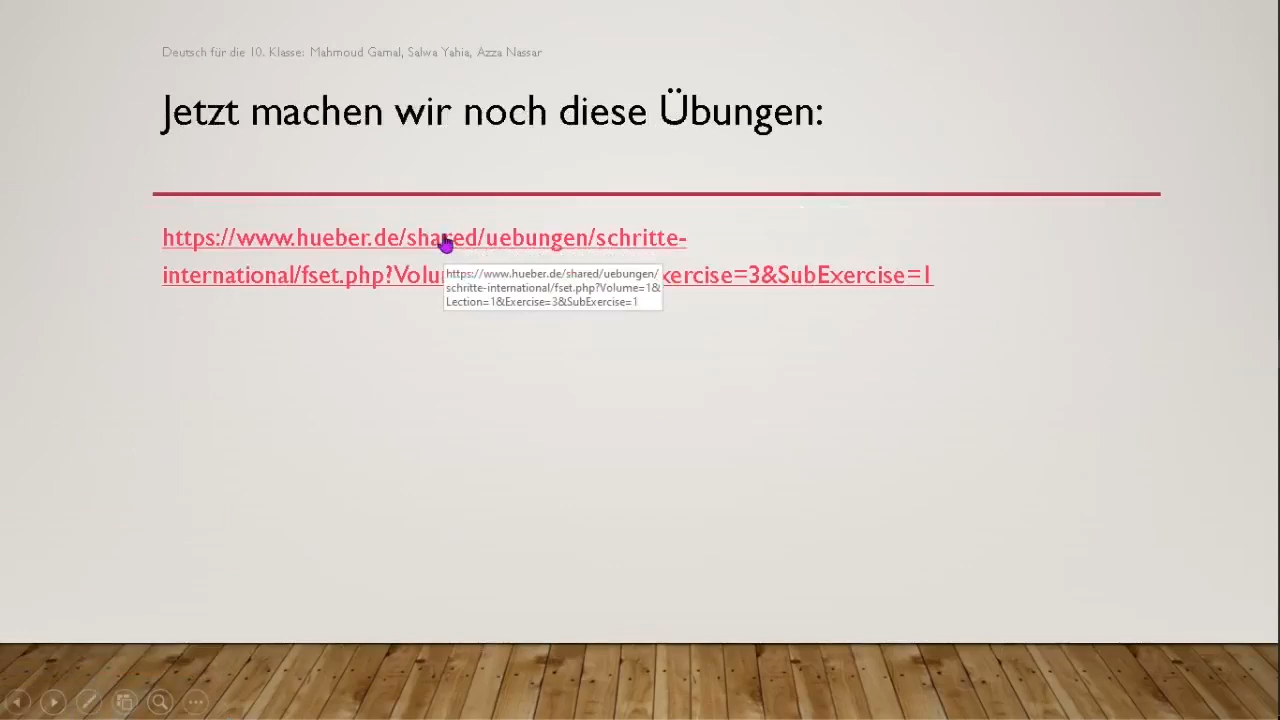 Deutsch für die 10. Klasse: Mahmoud Gamal, Salwa Yahia, Azza Nassar
Jetzt machen wir noch diese Übungen:
https://www.hueber.de/shared/uebungen/schritte-
international/fset.php?Volu xercise=3&SubExercise=1
https://www.hueber.de/shared/uebungen/
schritte-international/fset.php?Volume=1&
Lection=1&Exercise=3&SubExercise=1